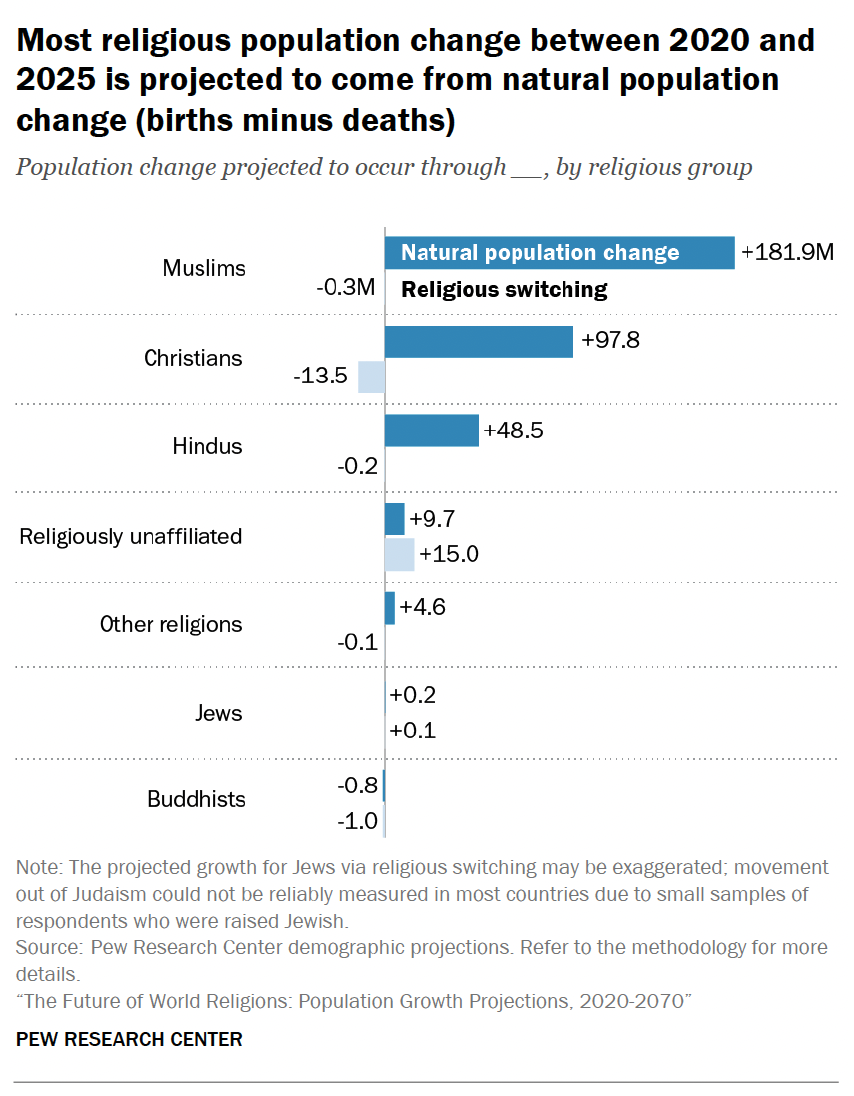 Most religious population change between 2020 and
2025 is projected to come from natural population
change (births minus deaths)
Population change projected to occur through __, by religious group
Muslims
Natural population change
+181.9M
-0.3M
Religious switching
Christians
+97.8
-13.5
Hindus
+48.5
-0.2
Religiously unaffiliated
+9.7
+15.0
Other religions
+4.6
-0.1
Jews
+0.2
+0.1
Buddhists
-0.8
-1.0
Note: The projected growth for Jews via religious switching may be exaggerated; movement
out of Judaism could not be reliably measured in most countries due to small samples of
respondents who were raised Jewish.
Source: Pew Research Center demographic projections. Refer to the methodology for more
details.
“The Future of World Religions: Population Growth Projections, 2020-2070”
PEW RESEARCH CENTER